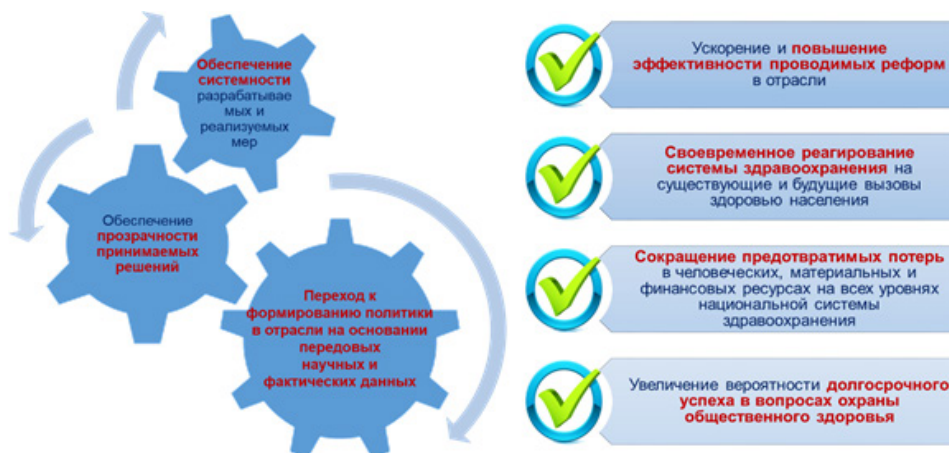 Обеспечение
системности
разрабатывае
мых и
реализуемых
мер
Обеспечение
прозрачности
принимаемых
решений
Переход к
формированию политики
в отрасли на основании
передовых
научных и
фактических данных
Ускорение и повышение
эффективности проводимых реформ
в отрасли
Своевременное реагирование
системы здравоохранения на
существующие и будущие вызовы
здоровью населения
Сокращение предотвратимых потерь
в человеческих, материальных и
финансовых ресурсах на всех уровнях
национальной системы
здравоохранения
Увеличение вероятности долгосрочного
успеха в вопросах охраны
общественного здоровья